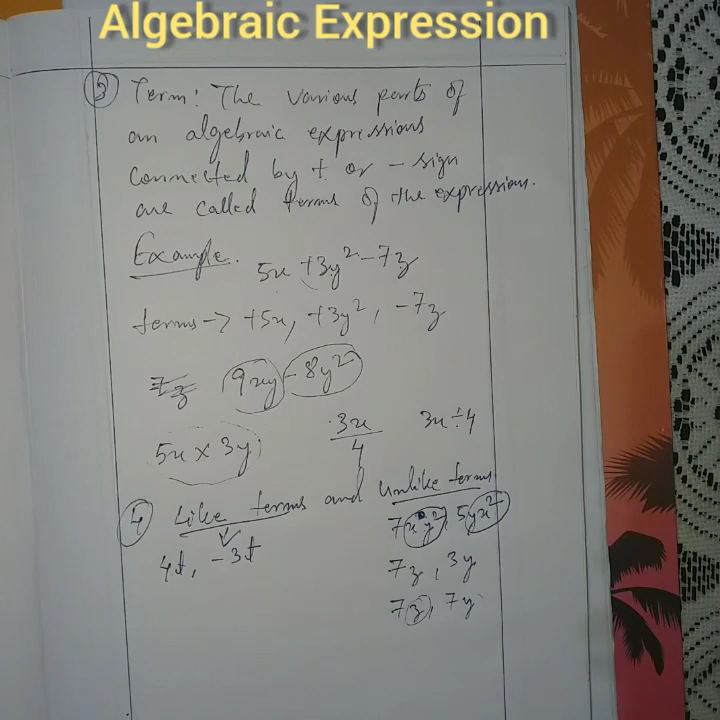 Algebraic Expression
③ Term: The various parts of
an algebraic expressions
connected by + or - sign
are called terms of the expression.
Example. 5x + 3y² - 7z
terms → +5x, +3y², -7z
9xy - 8y²
5x × 3y 3x/4 3x ÷ 4
④ Like terms and Unlike terms
4t, -3t 7xy², 5yx²
7z, 3y
7z, 7y